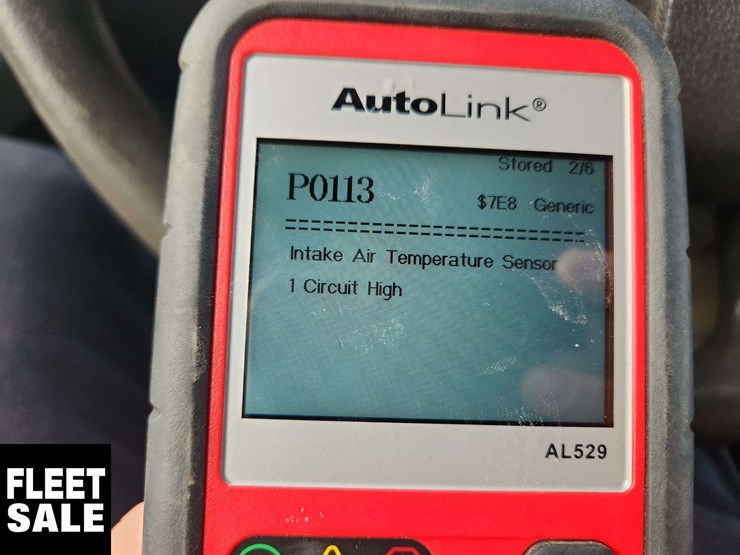 AutoLink®
Stored 2/6
P0113
$7E8 Generic
Intake Air Temperature Sensor
1 Circuit High
AL529
FLEET
SALE